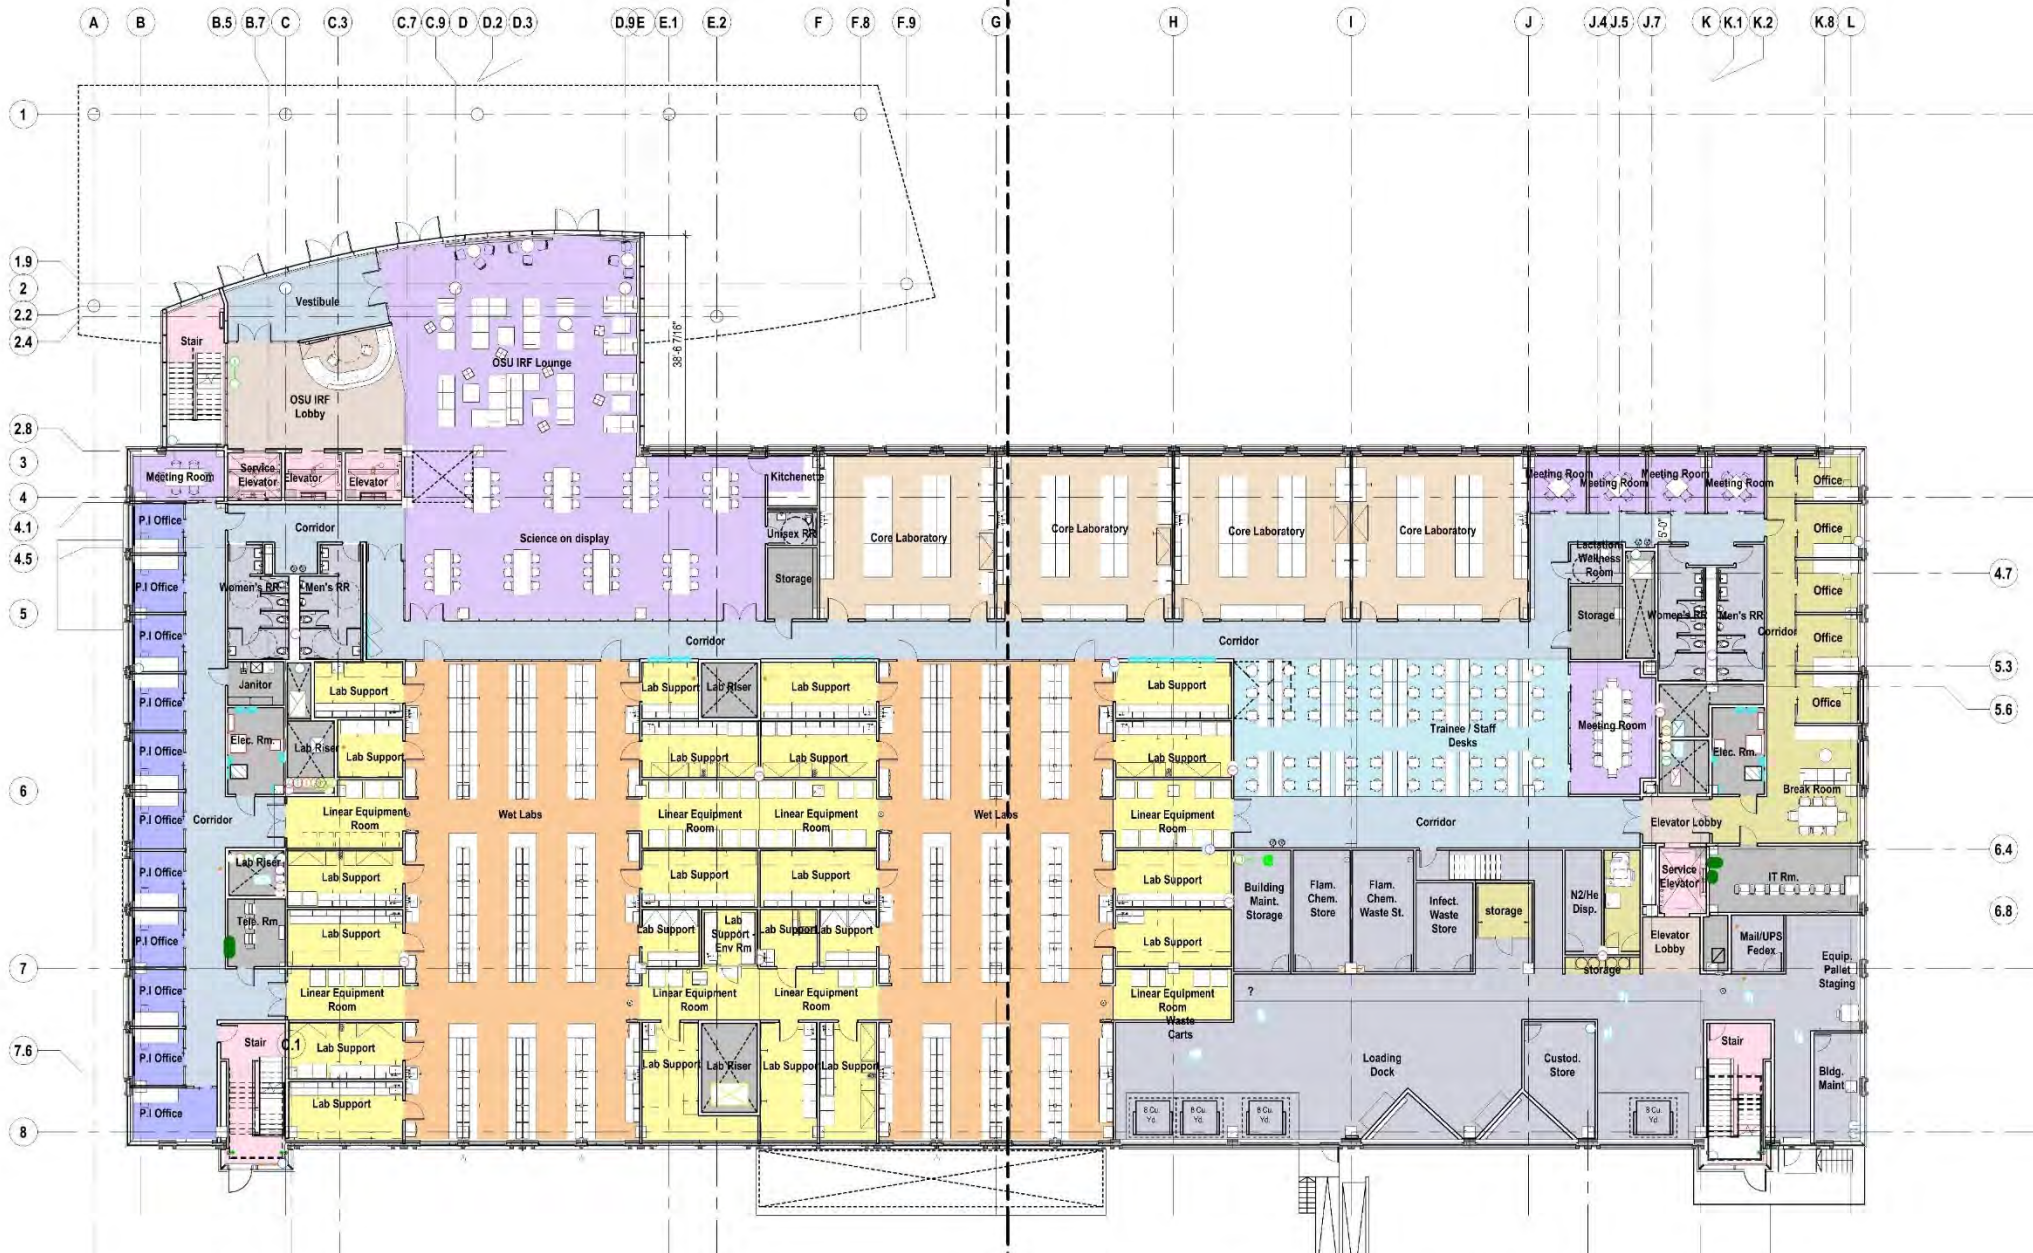 A B B.5 B.7 C C.3 C.7 C.9 D D.2 D.3 D.9 E E.1 E.2 F F.8 F.9 G H I J J.4 J.5 J.7 K K.1 K.2 K.8 L
1
1.9
2
2.2
2.4
2.8
3
4
4.1
4.5
5
6
7
7.6
8
4.7
5.3
5.6
6.4
6.8
Vestibule
Stair
OSU IRF
Lobby
OSU IRF Lounge
38'-6 7/16"
Meeting Room
Service
Elevator
Elevator
Elevator
Kitchenette
Unisex RR
Storage
Science on display
Corridor
Core Laboratory
Core Laboratory
Core Laboratory
Core Laboratory
Meeting Room
Meeting Room
Meeting Room
Meeting Room
5'-0"
Office
Office
Office
Office
Office
Lactation/
Wellness
Room
Storage
Women's RR
Men's RR
Corridor
P.I Office
P.I Office
P.I Office
P.I Office
P.I Office
P.I Office
P.I Office
P.I Office
P.I Office
P.I Office
P.I Office
Women's RR
Men's RR
Corridor
Corridor
Janitor
Elec. Rm.
Lab Riser
Corridor
Lab Riser
Tele. Rm
Stair
C.1
Lab Support
Lab Support
Linear Equipment
Room
Lab Support
Lab Support
Linear Equipment
Room
Lab Support
Lab Support
Wet Labs
Lab Support
Lab Riser
Lab Support
Lab Support
Lab Support
Linear Equipment
Room
Linear Equipment
Room
Lab Support
Lab Support
Lab Support
Lab
Support -
Env Rm
Lab Support
Lab Support
Linear Equipment
Room
Linear Equipment
Room
Lab Support
Lab Riser
Lab Support
Lab Support
Wet Labs
Lab Support
Lab Support
Linear Equipment
Room
Lab Support
Lab Support
Linear Equipment
Room
Waste
Carts
Trainee / Staff
Desks
Meeting Room
Elec. Rm.
Break Room
Corridor
Elevator Lobby
Building
Maint.
Storage
Flam.
Chem.
Store
Flam.
Chem.
Waste St.
Infect.
Waste
Store
storage
N2/He
Disp.
Service
Elevator
IT Rm.
Elevator
Lobby
Mail/UPS
Fedex
Equip.
Pallet
Staging
storage
?
Loading
Dock
Custod.
Store
Stair
Bldg.
Maint
8 Cu.
Yd.
8 Cu.
Yd.
8 Cu.
Yd.
8 Cu.
Yd.